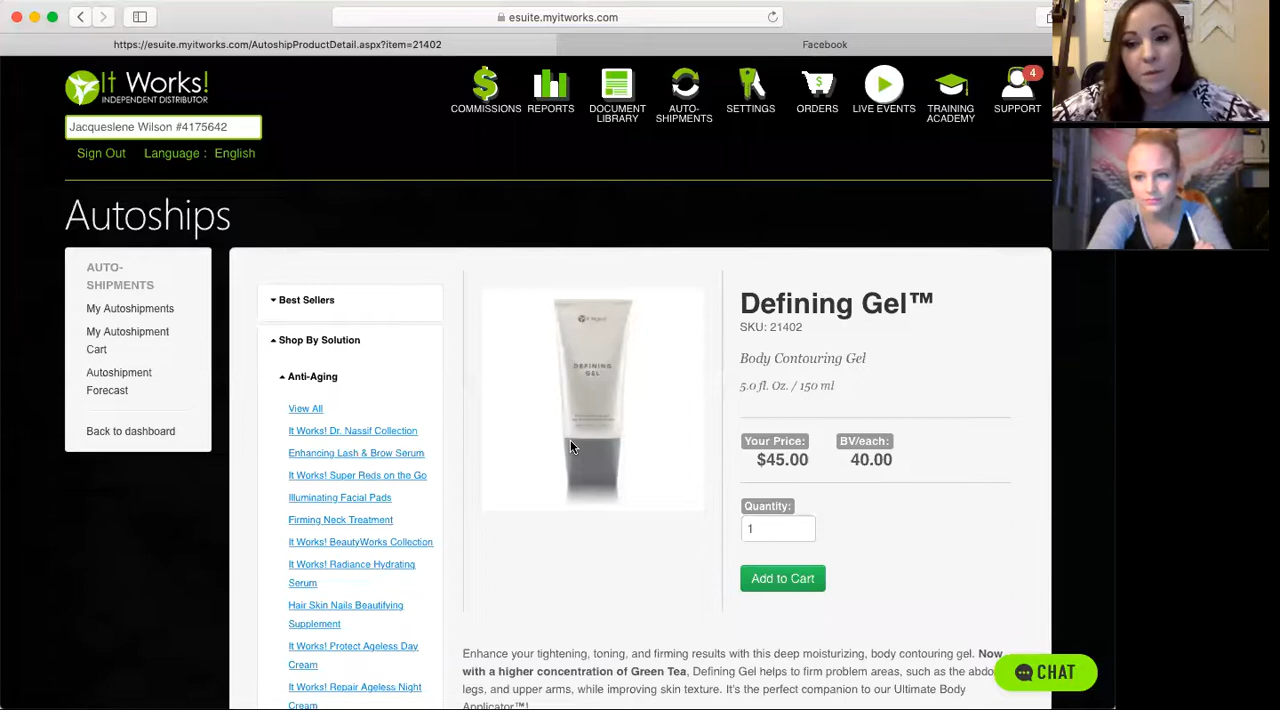 esuite.myitworks.com
https://esuite.myitworks.com/AutoshipProductDetail.aspx?item=21402
Facebook
It Works!
INDEPENDENT DISTRIBUTOR
COMMISSIONS
REPORTS
DOCUMENT
LIBRARY
AUTO-
SHIPMENTS
SETTINGS
ORDERS
LIVE EVENTS
TRAINING
ACADEMY
4
SUPPORT
Jacqueslene Wilson #4175642
Sign Out Language : English
Autoships
AUTO-
SHIPMENTS
My Autoshipments
My Autoshipment
Cart
Autoshipment
Forecast
Back to dashboard
Best Sellers
Shop By Solution
Anti-Aging
View All
It Works! Dr. Nassif Collection
Enhancing Lash & Brow Serum
It Works! Super Reds on the Go
Illuminating Facial Pads
Firming Neck Treatment
It Works! BeautyWorks Collection
It Works! Radiance Hydrating
Serum
Hair Skin Nails Beautifying
Supplement
It Works! Protect Ageless Day
Cream
It Works! Repair Ageless Night
Cream
It Works!
DEFINING
GEL
Defining Gel™
SKU: 21402
Body Contouring Gel
5.0 fl. Oz. / 150 ml
Your Price: BV/each:
$45.00 40.00
Quantity:
1
Add to Cart
Enhance your tightening, toning, and firming results with this deep moisturizing, body contouring gel. Now
with a higher concentration of Green Tea, Defining Gel helps to firm problem areas, such as the
legs, and upper arms, while improving skin texture. It's the perfect companion to our Ultimate Body
Applicator™!
CHAT